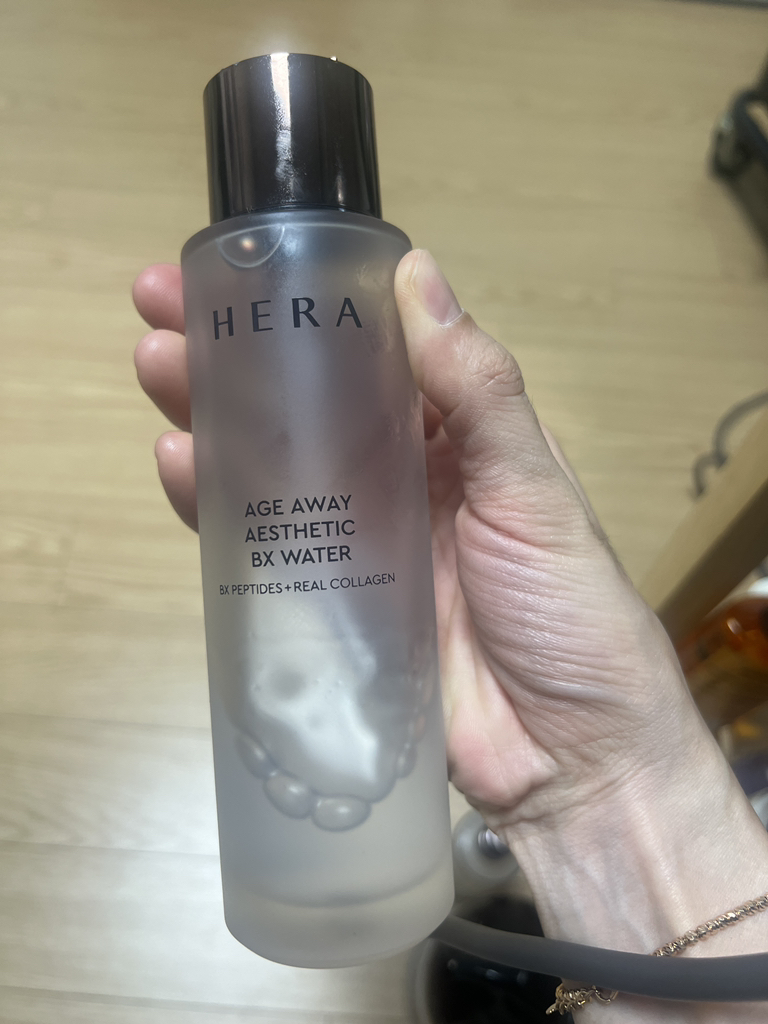 HERA
AGE AWAY
AESTHETIC
BX WATER
BX PEPTIDES+REAL COLLAGEN